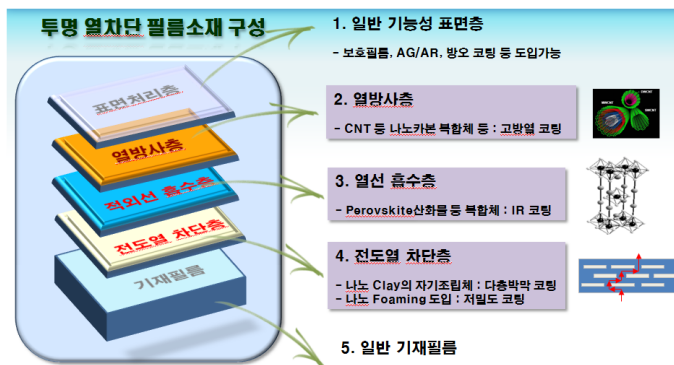 투명 열차단 필름소재 구성
표면처리층
열방사층
적외선 흡수층
전도열 차단층
기재필름
1. 일반 기능성 표면층
– 보호필름, AG/AR, 방오 코팅 등 도입가능
2. 열방사층
– CNT 등 나노카본 복합체 등 : 고방열 코팅
3. 열선 흡수층
– Perovskite산화물 등 복합체 : IR 코팅
4. 전도열 차단층
– 나노 Clay의 자기조립체 : 다층박막 코팅
– 나노 Foaming 도입 : 저밀도 코팅
5. 일반 기재필름